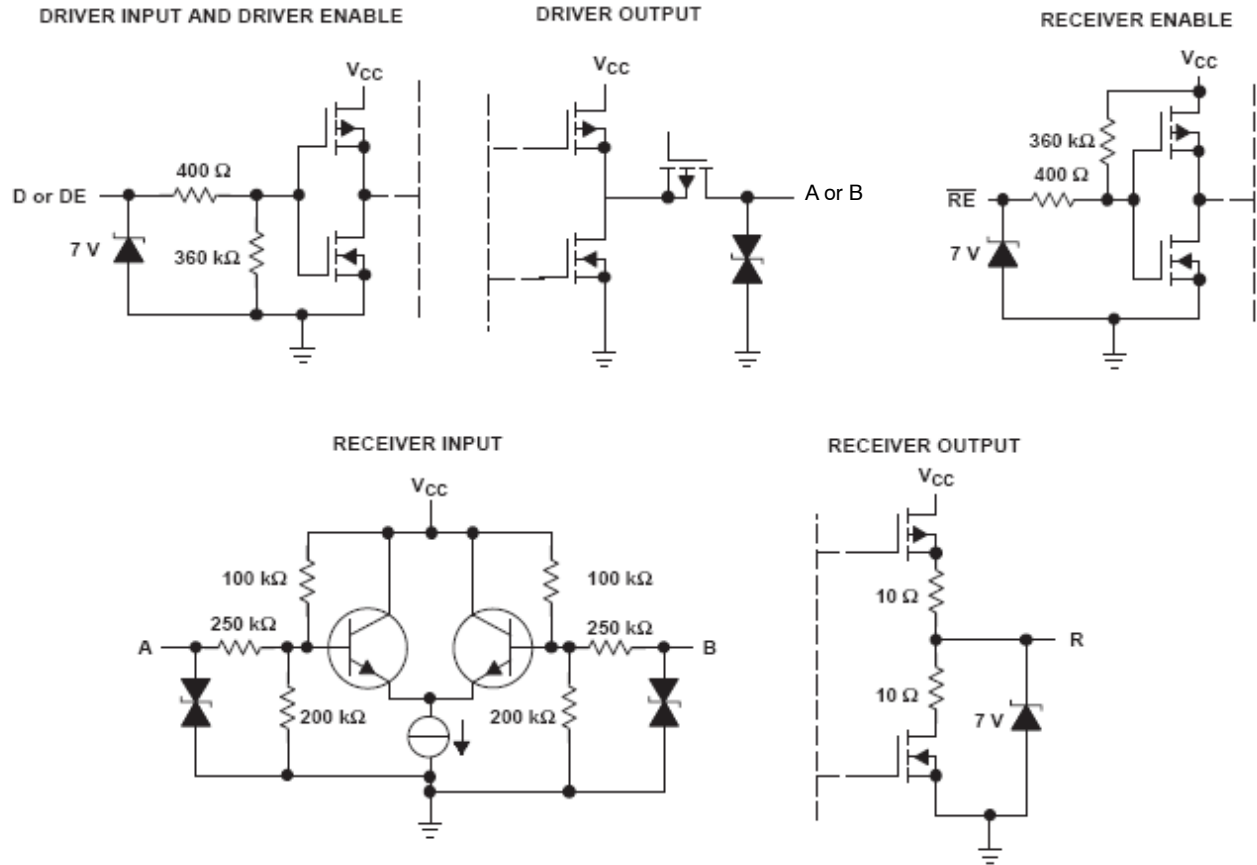 DRIVER INPUT AND DRIVER ENABLE
VCC
400 Ω
D or DE
7 V
360 kΩ
DRIVER OUTPUT
VCC
A or B
RECEIVER ENABLE
VCC
360 kΩ
400 Ω
R̅E̅
7 V
RECEIVER INPUT
VCC
100 kΩ
100 kΩ
250 kΩ
250 kΩ
A
B
200 kΩ
200 kΩ
RECEIVER OUTPUT
VCC
10 Ω
R
10 Ω
7 V